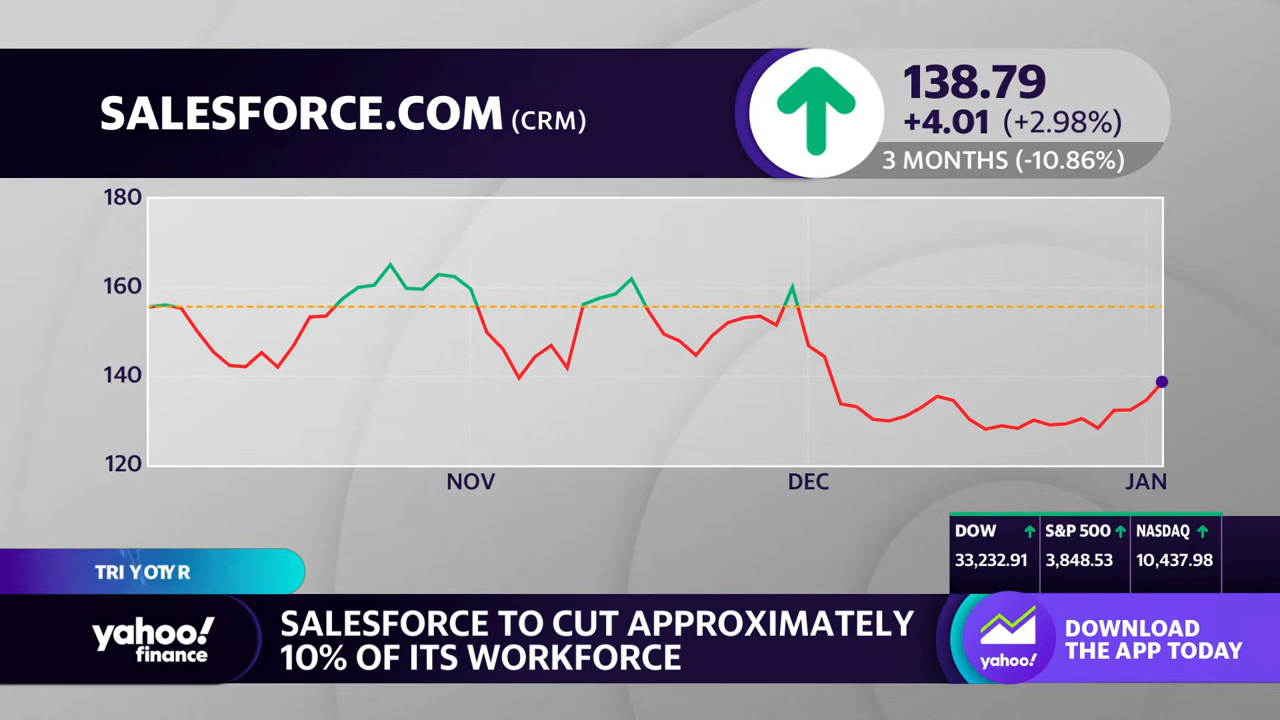 SALESFORCE.COM (CRM)
138.79
+4.01 (+2.98%)
3 MONTHS (-10.86%)
180
160
140
120
NOV
DEC
JAN
DOW
33,232.91
S&P 500
3,848.53
NASDAQ
10,437.98
yahoo!
finance
SALESFORCE TO CUT APPROXIMATELY
10% OF ITS WORKFORCE
yahoo!
DOWNLOAD
THE APP TODAY